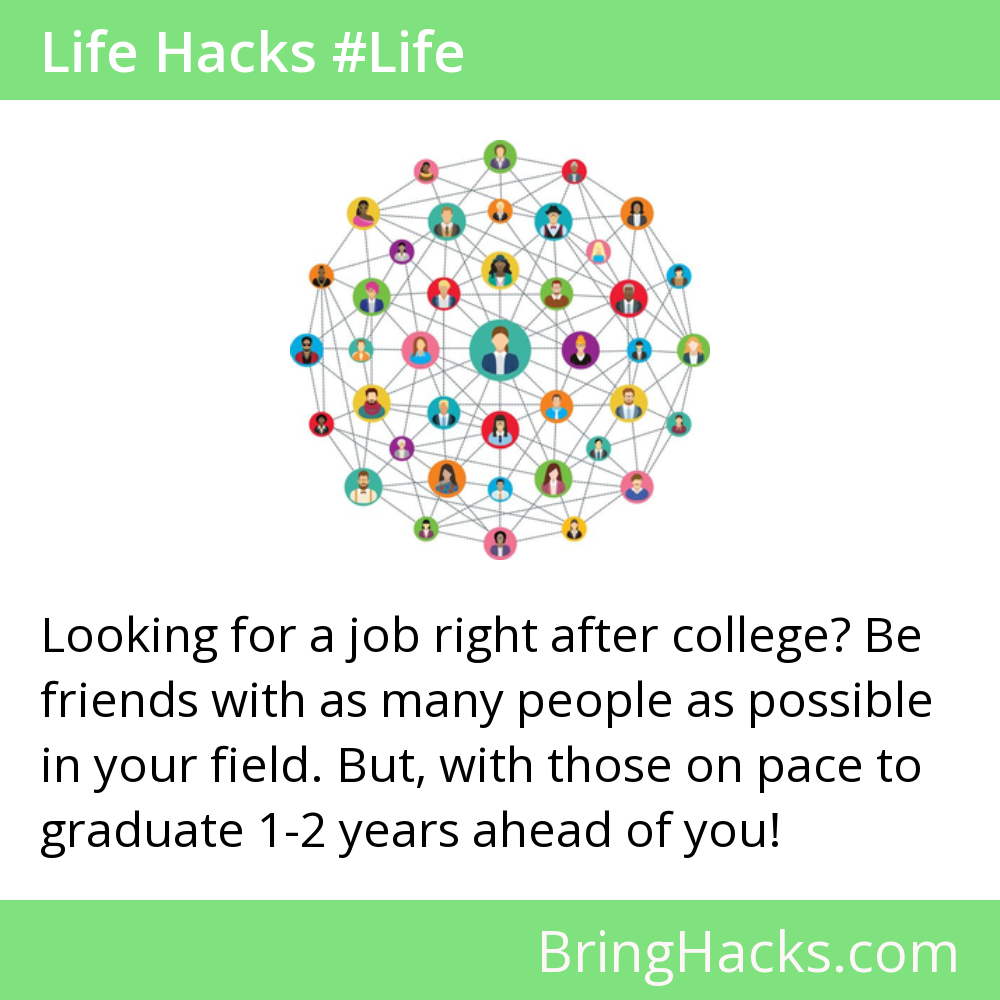 Life Hacks #Life
Looking for a job right after college? Be
friends with as many people as possible
in your field. But, with those on pace to
graduate 1-2 years ahead of you!
BringHacks.com